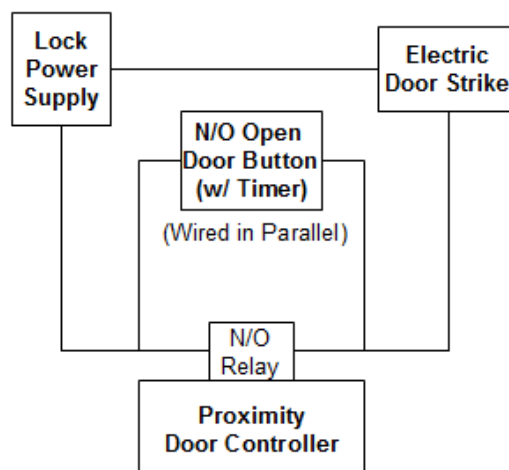 Lock
Power
Supply
Electric
Door Strike
N/O Open
Door Button
(w/ Timer)
(Wired in Parallel)
N/O
Relay
Proximity
Door Controller